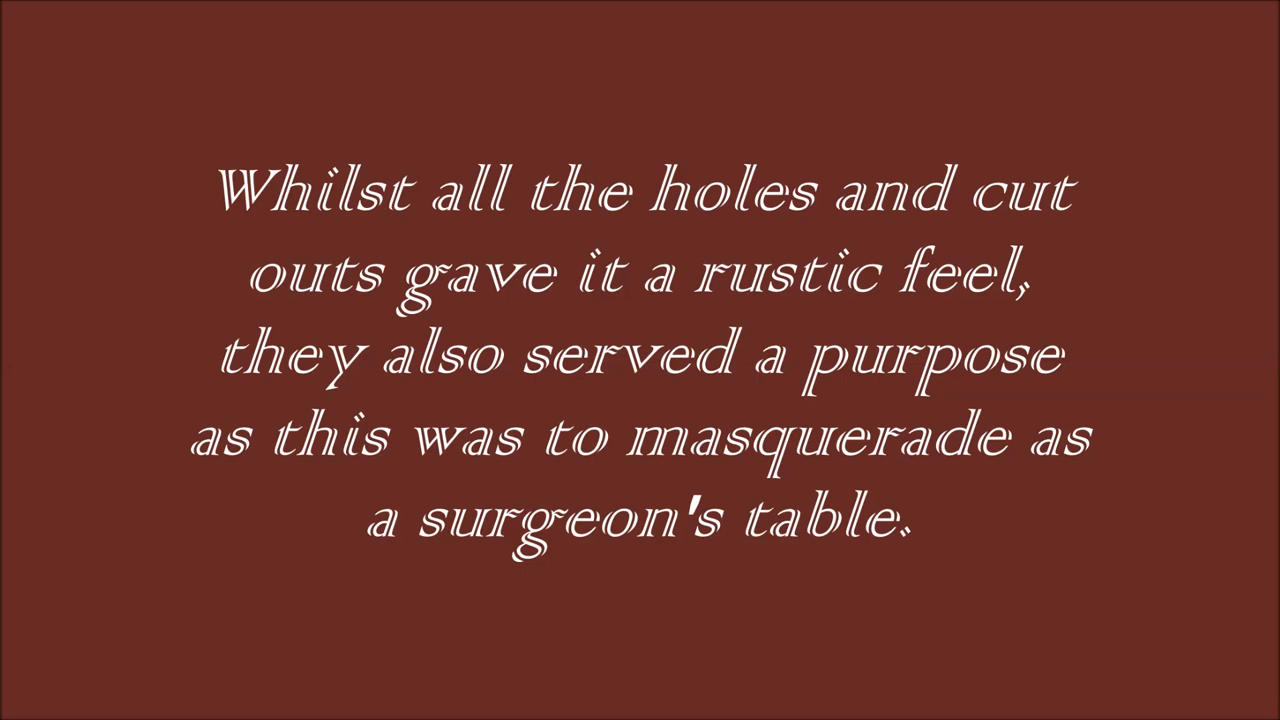 Whilst all the holes and cut
outs gave it a rustic feel,
they also served a purpose
as this was to masquerade as
a surgeon's table.